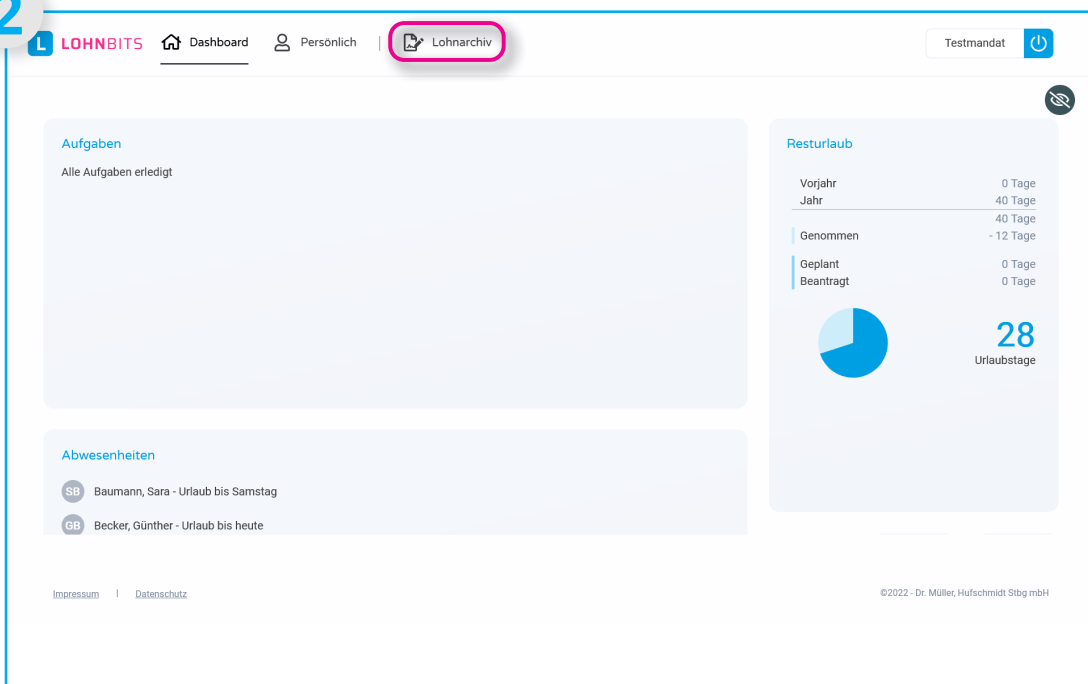 2
L LOHNBITS Dashboard Persönlich | Lohnarchiv Testmandat
Aufgaben
Alle Aufgaben erledigt
Resturlaub
Vorjahr 0 Tage
Jahr 40 Tage
40 Tage
Genommen - 12 Tage
Geplant 0 Tage
Beantragt 0 Tage
28
Urlaubstage
Abwesenheiten
SB Baumann, Sara - Urlaub bis Samstag
GB Becker, Günther - Urlaub bis heute
Impressum | Datenschutz ©2022 - Dr. Müller, Hufschmidt Stbg mbH